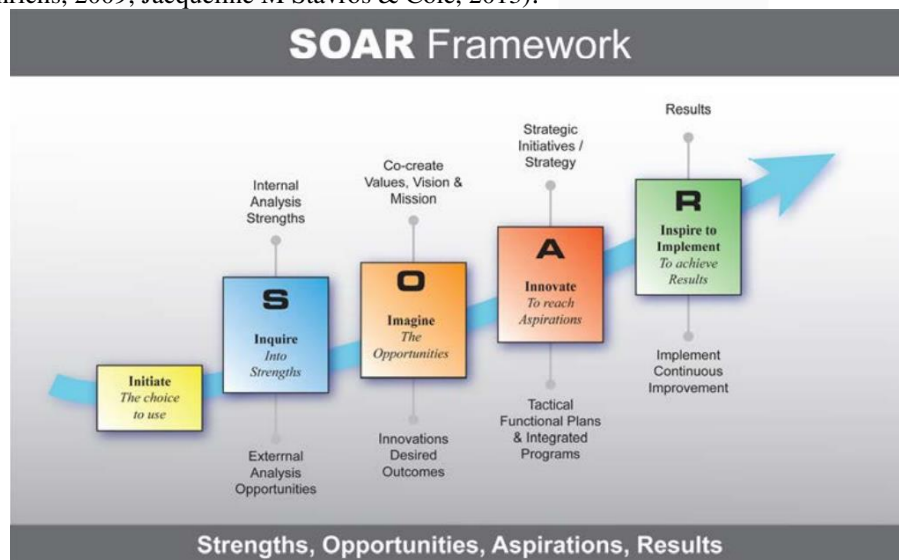 2013).
SOAR Framework
Results
Strategic
Initiatives /
Strategy
Co-create
Values, Vision &
Mission
Internal
Analysis
Strengths
R
Inspire to
Implement
To achieve
Results
A
Innovate
To reach
Aspirations
O
Imagine
The
Opportunities
S
Inquire
Into
Strengths
Initiate
The choice
to use
Implement
Continuous
Improvement
Tactical
Functional Plans
& Integrated
Programs
Innovations
Desired
Outcomes
Exterrnal
Analysis
Opportunities
Strengths, Opportunities, Aspirations, Results